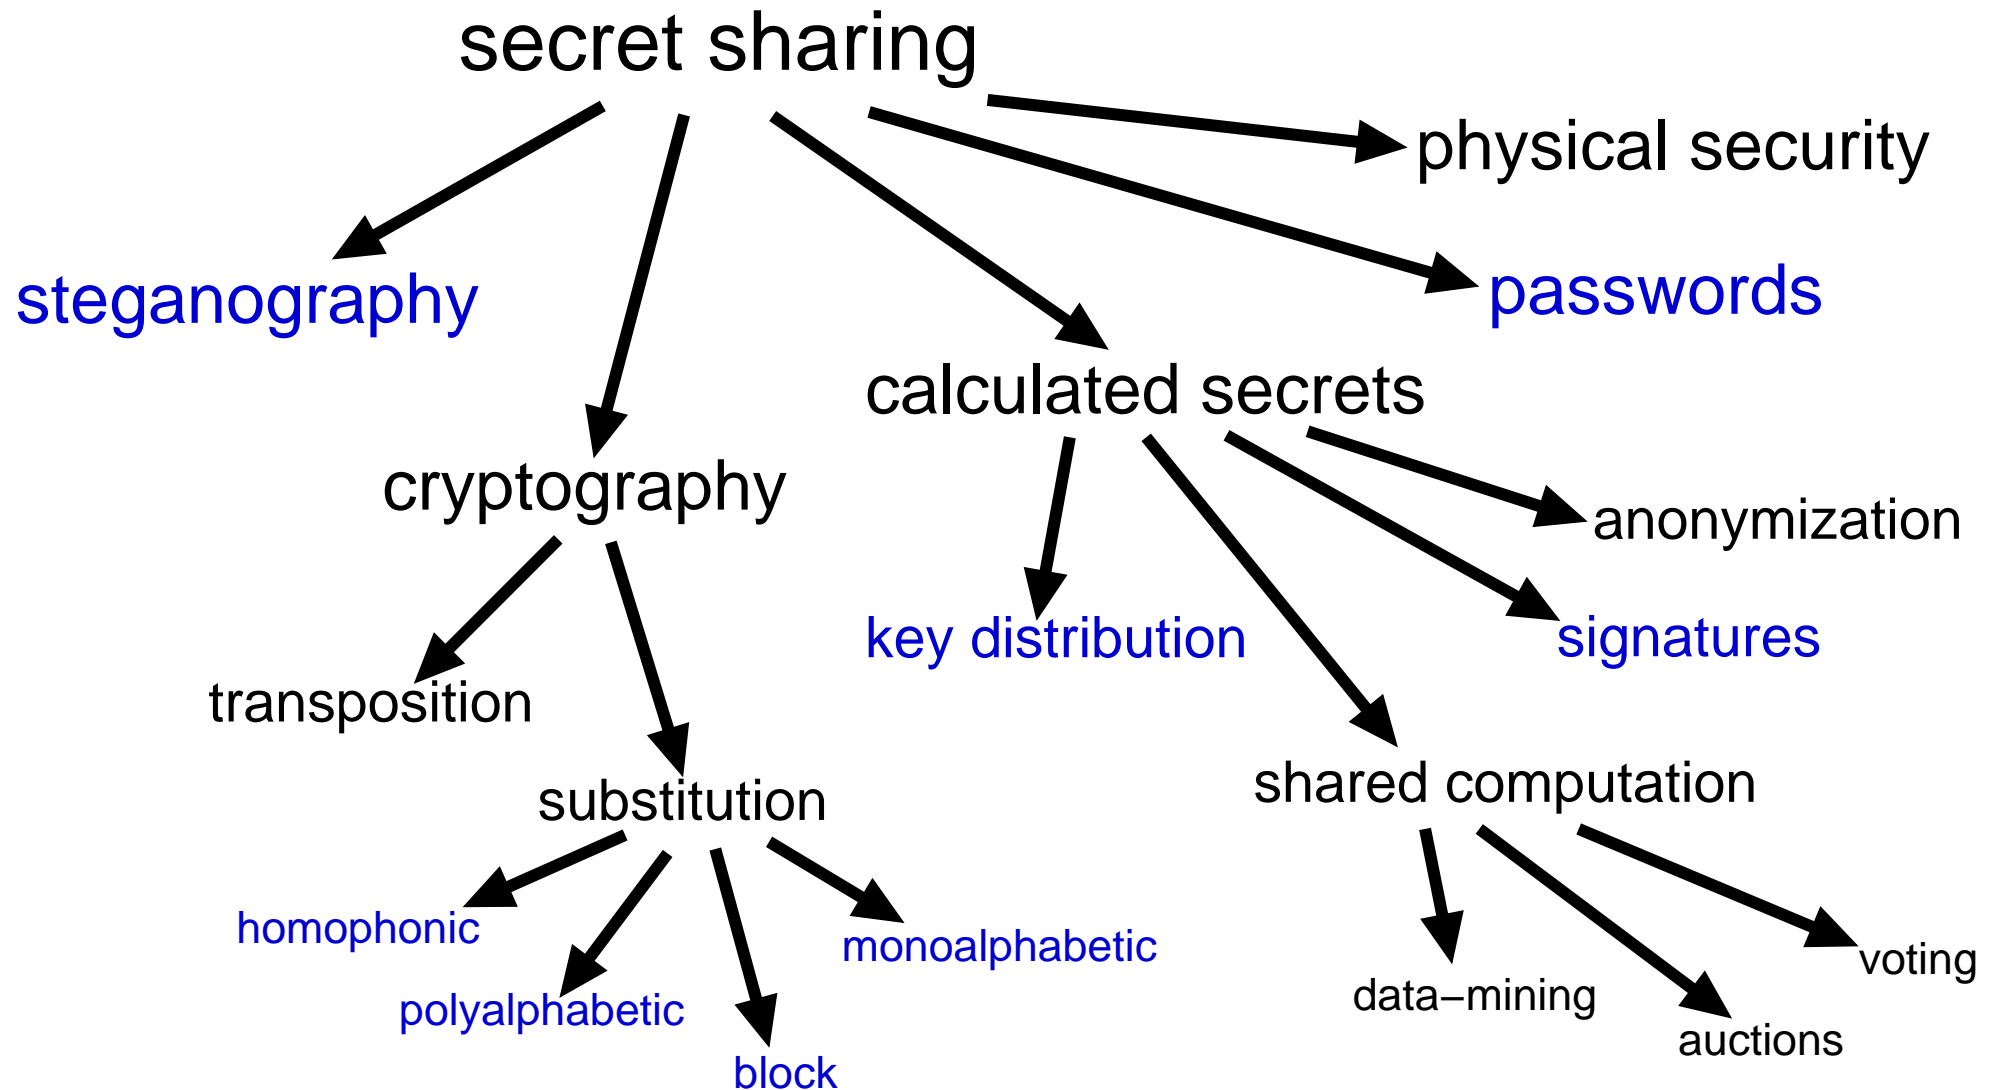 secret sharing
physical security
steganography
passwords
calculated secrets
cryptography
anonymization
key distribution
signatures
transposition
substitution
shared computation
homophonic
monoalphabetic
voting
polyalphabetic
data−mining
auctions
block